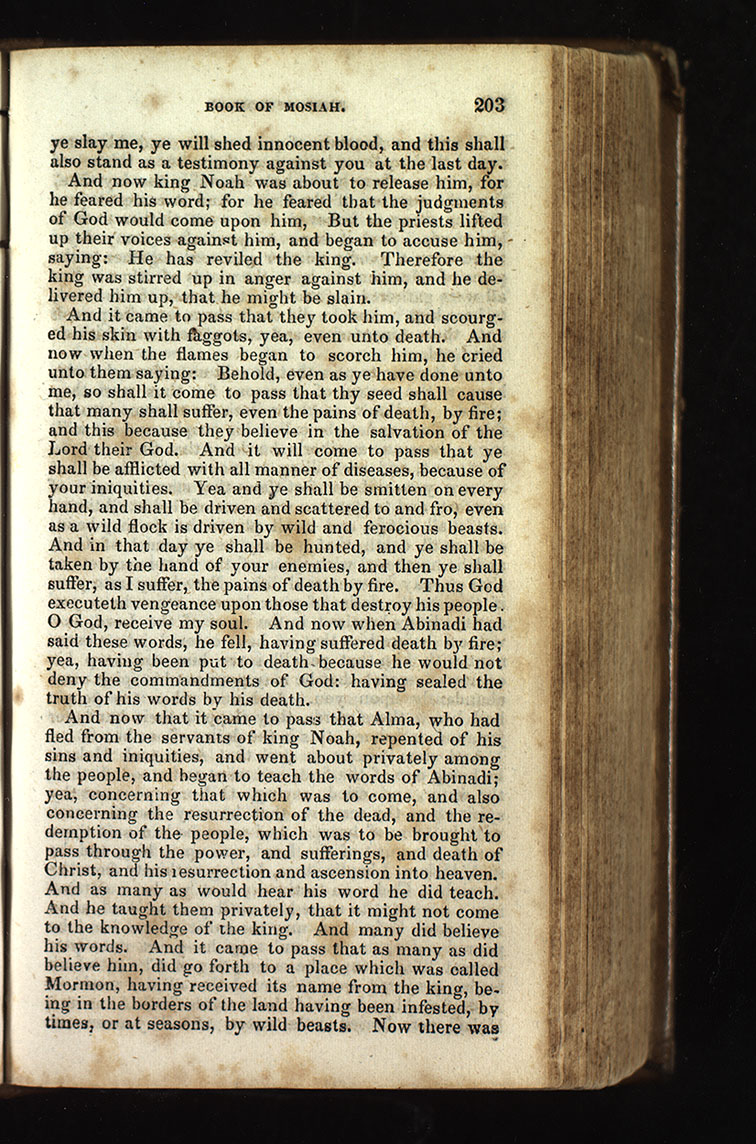 BOOK OF MOSIAH. 203
ye slay me, ye will shed innocent blood, and this shall
also stand as a testimony against you at the last day.
And now king Noah was about to release him, for
he feared his word; for he feared that the judgments
of God would come upon him, But the priests lifted
up their voices against him, and began to accuse him,
saying: He has reviled the king. Therefore the
king was stirred up in anger against him, and he de-
livered him up, that he might be slain.
And it came to pass that they took him, and scourg-
ed his skin with faggots, yea, even unto death. And
now when the flames began to scorch him, he cried
unto them saying: Behold, even as ye have done unto
me, so shall it come to pass that thy seed shall cause
that many shall suffer, even the pains of death, by fire;
and this because they believe in the salvation of the
Lord their God. And it will come to pass that ye
shall be afflicted with all manner of diseases, because of
your iniquities. Yea and ye shall be smitten on every
hand, and shall be driven and scattered to and fro, even
as a wild flock is driven by wild and ferocious beasts.
And in that day ye shall be hunted, and ye shall be
taken by the hand of your enemies, and then ye shall
suffer, as I suffer, the pains of death by fire. Thus God
executeth vengeance upon those that destroy his people.
O God, receive my soul. And now when Abinadi had
said these words, he fell, having suffered death by fire;
yea, having been put to death because he would not
deny the commandments of God: having sealed the
truth of his words by his death.
And now that it came to pass that Alma, who had
fled from the servants of king Noah, repented of his
sins and iniquities, and went about privately among
the people, and began to teach the words of Abinadi;
yea, concerning that which was to come, and also
concerning the resurrection of the dead, and the re-
demption of the people, which was to be brought to
pass through the power, and sufferings, and death of
Christ, and his resurrection and ascension into heaven.
And as many as would hear his word he did teach.
And he taught them privately, that it might not come
to the knowledge of the king. And many did believe
his words. And it came to pass that as many as did
believe him, did go forth to a place which was called
Mormon, having received its name from the king, be-
ing in the borders of the land having been infested, by
times, or at seasons, by wild beasts. Now there was